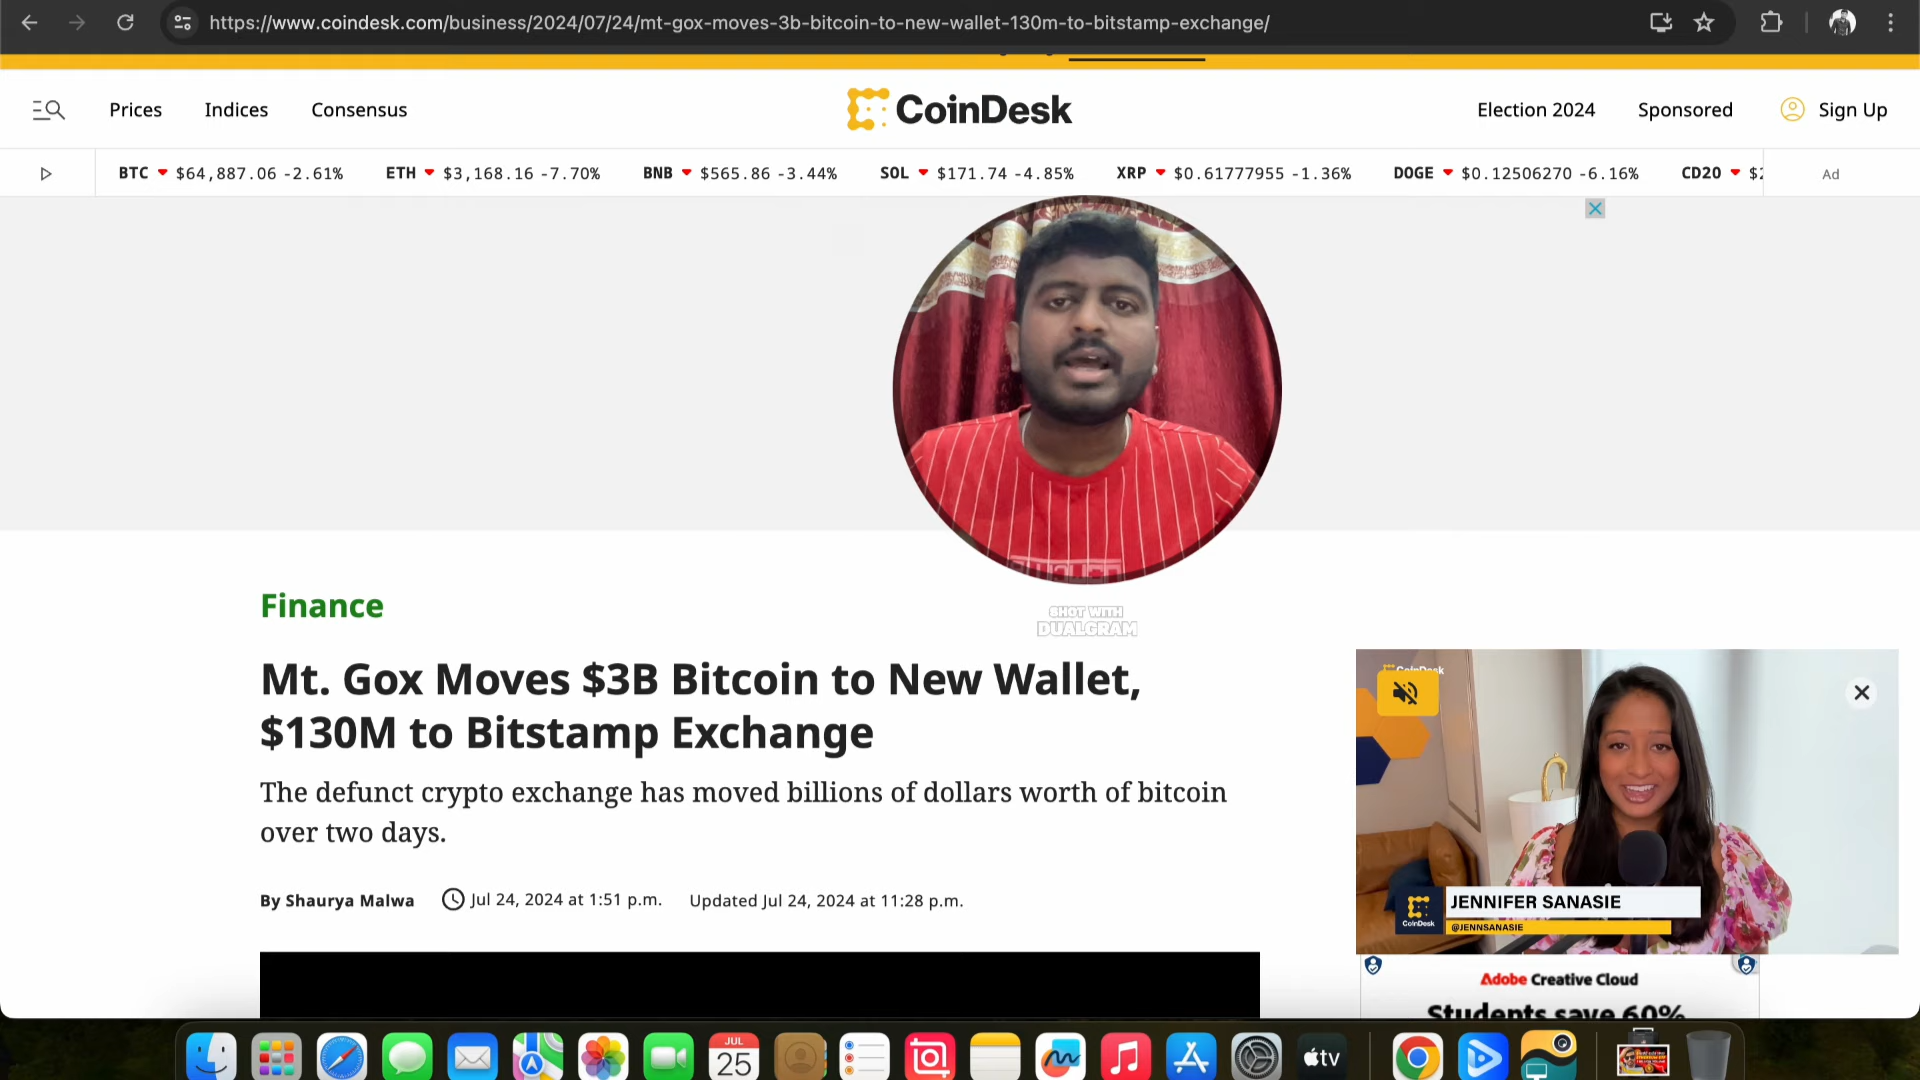 https://www.coindesk.com/business/2024/07/24/mt-gox-moves-3b-bitcoin-to-new-wallet-130m-to-bitstamp-exchange/
Prices Indices Consensus CoinDesk Election 2024 Sponsored Sign Up
BTC $64,887.06 -2.61% ETH $3,168.16 -7.70% BNB $565.86 -3.44% SOL $171.74 -4.85% XRP $0.61777955 -1.36% DOGE $0.12506270 -6.16% CD20 Ad
SHOT WITH
DUALGRAM
Finance
Mt. Gox Moves $3B Bitcoin to New Wallet,
$130M to Bitstamp Exchange
The defunct crypto exchange has moved billions of dollars worth of bitcoin
over two days.
By Shaurya Malwa Jul 24, 2024 at 1:51 p.m. Updated Jul 24, 2024 at 11:28 p.m.
CoinDesk
JENNIFER SANASIE
CoinDesk
@JENNSANASIE
Adobe Creative Cloud
Students save 60%
JUL
25
tv